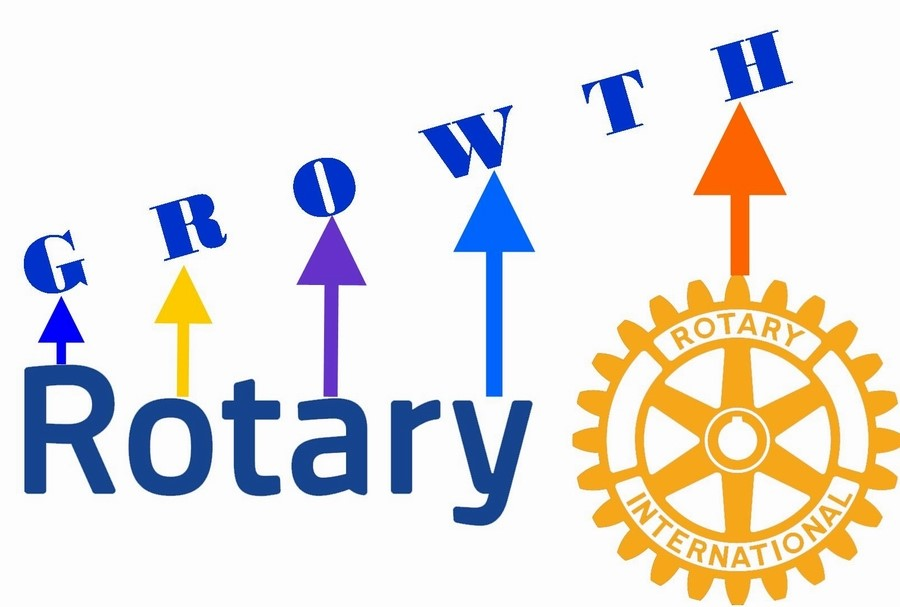 G R O W T H
Rotary
ROTARY
INTERNATIONAL